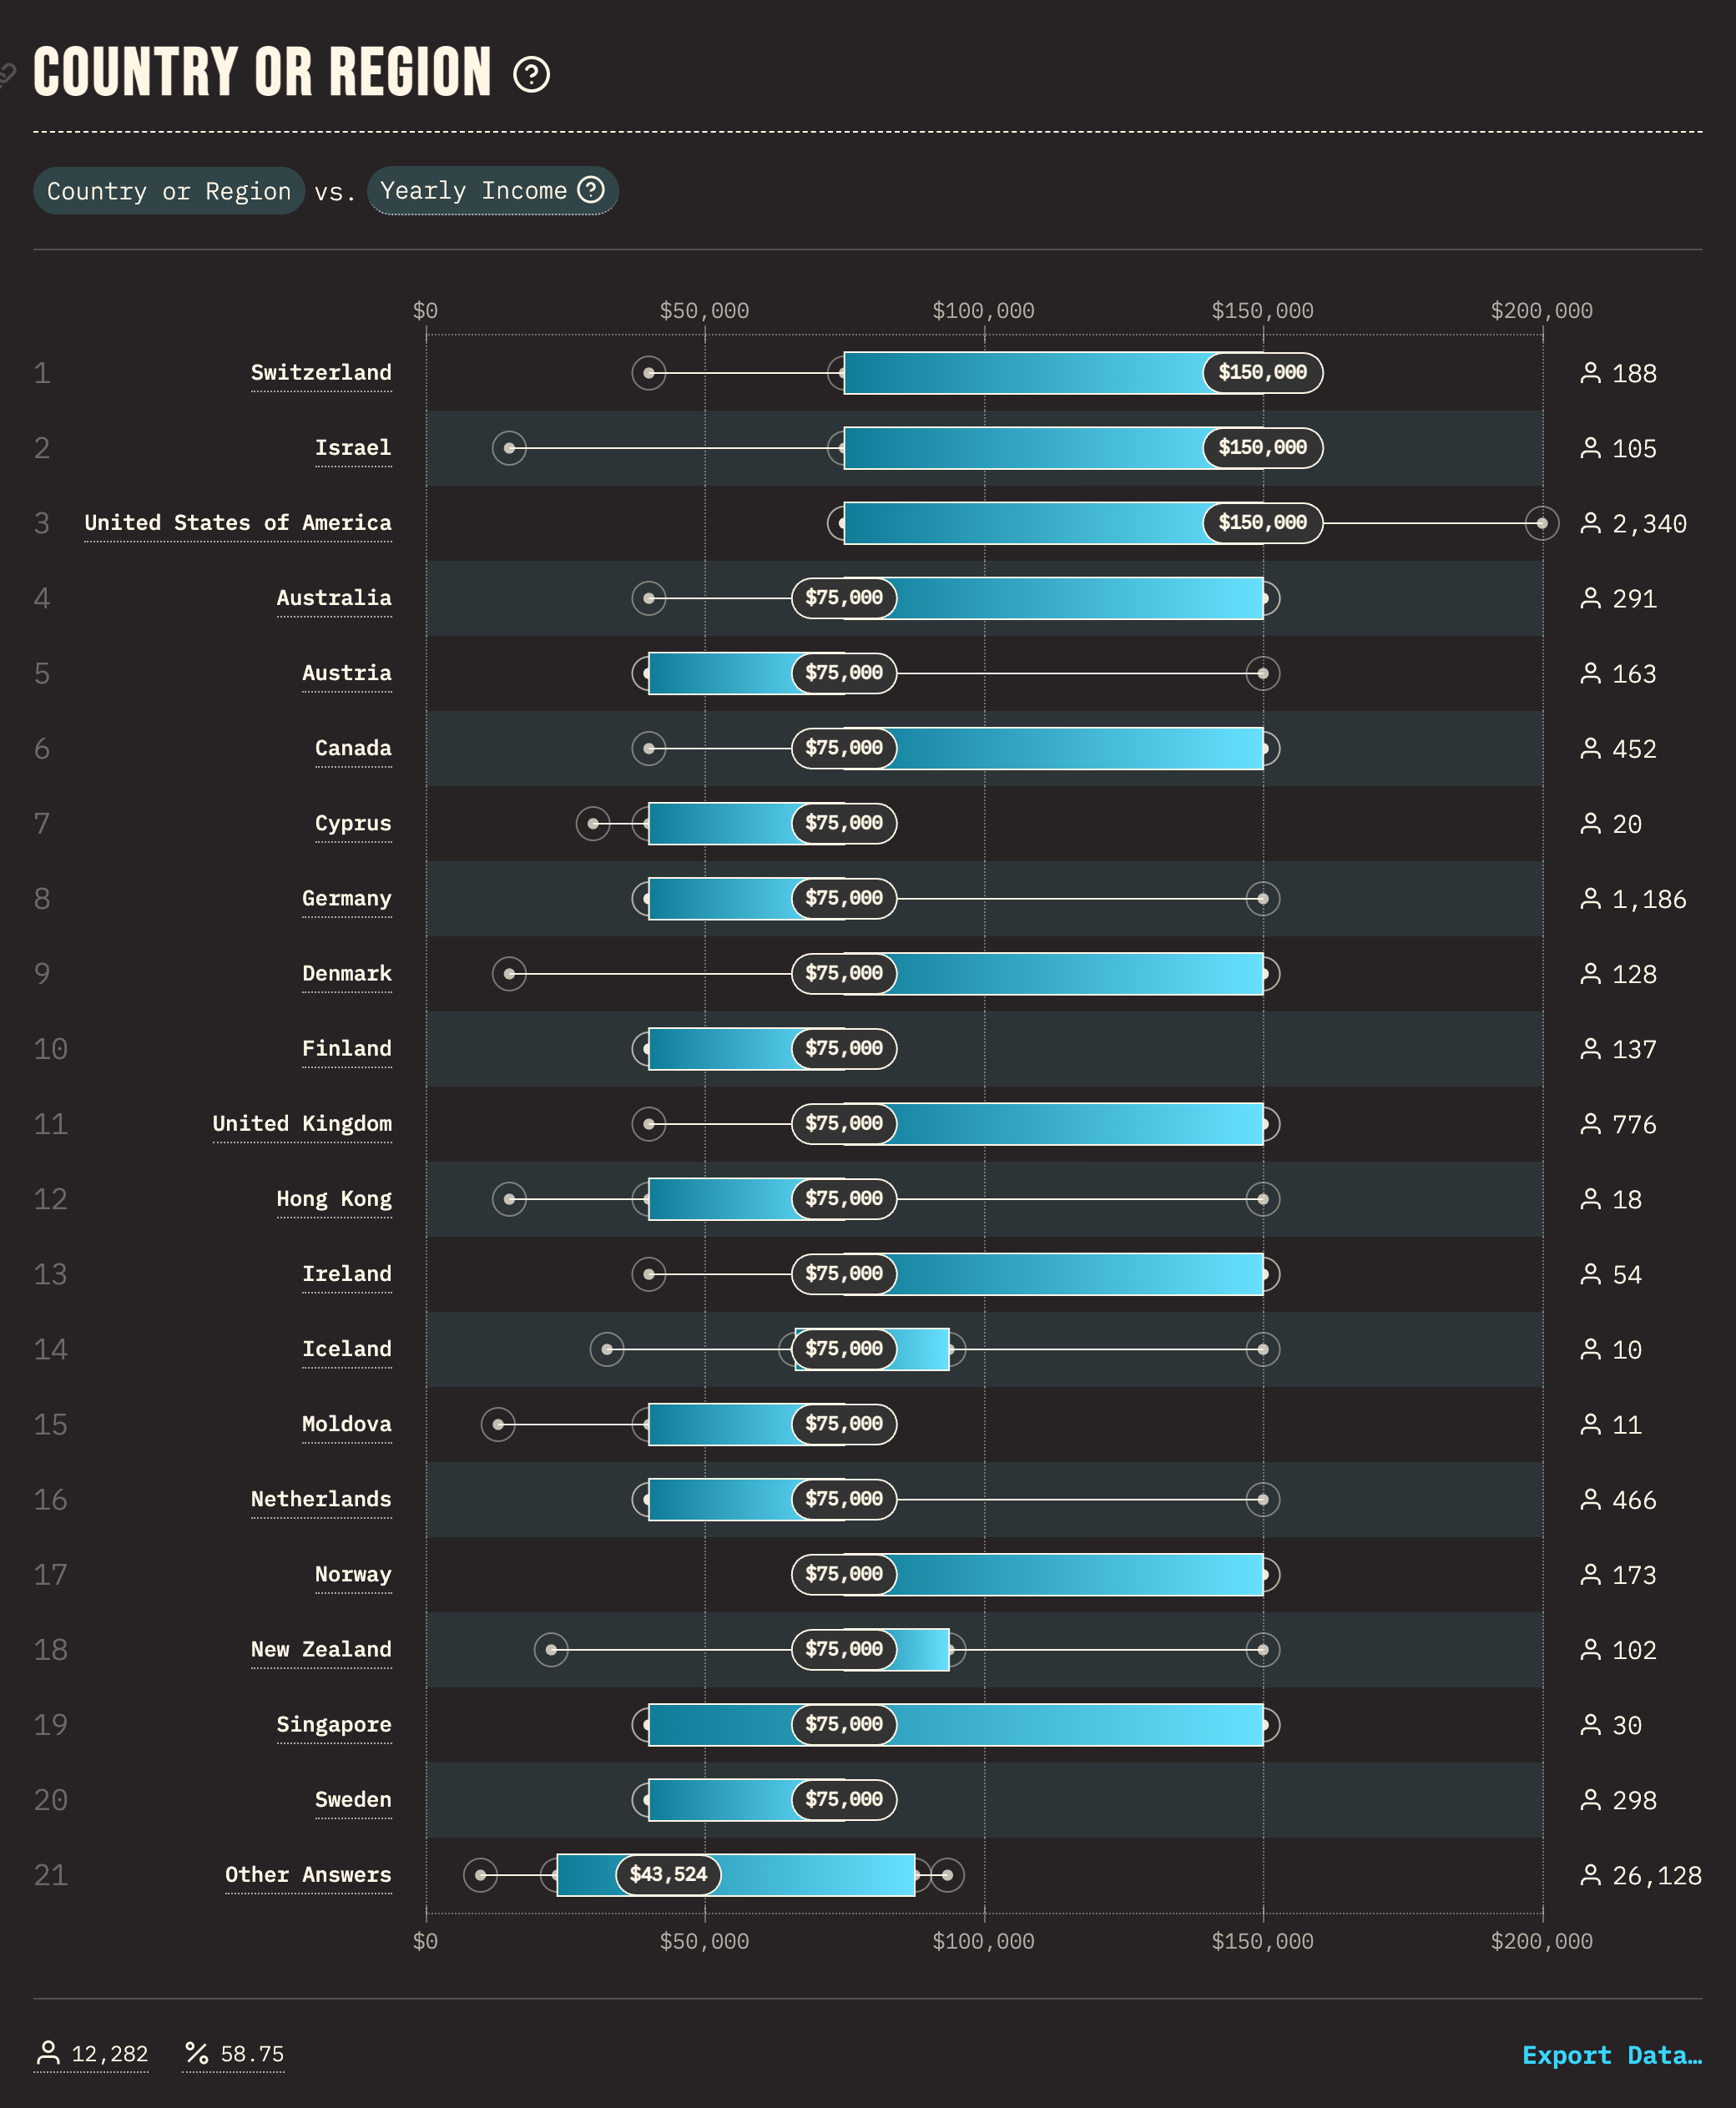 COUNTRY OR REGION ?
Country or Region vs. Yearly Income ?
$0 $50,000 $100,000 $150,000 $200,000
1 Switzerland $150,000 188
2 Israel $150,000 105
3 United States of America $150,000 2,340
4 Australia $75,000 291
5 Austria $75,000 163
6 Canada $75,000 452
7 Cyprus $75,000 20
8 Germany $75,000 1,186
9 Denmark $75,000 128
10 Finland $75,000 137
11 United Kingdom $75,000 776
12 Hong Kong $75,000 18
13 Ireland $75,000 54
14 Iceland $75,000 10
15 Moldova $75,000 11
16 Netherlands $75,000 466
17 Norway $75,000 173
18 New Zealand $75,000 102
19 Singapore $75,000 30
20 Sweden $75,000 298
21 Other Answers $43,524 26,128
$0 $50,000 $100,000 $150,000 $200,000
12,282 % 58.75 Export Data…